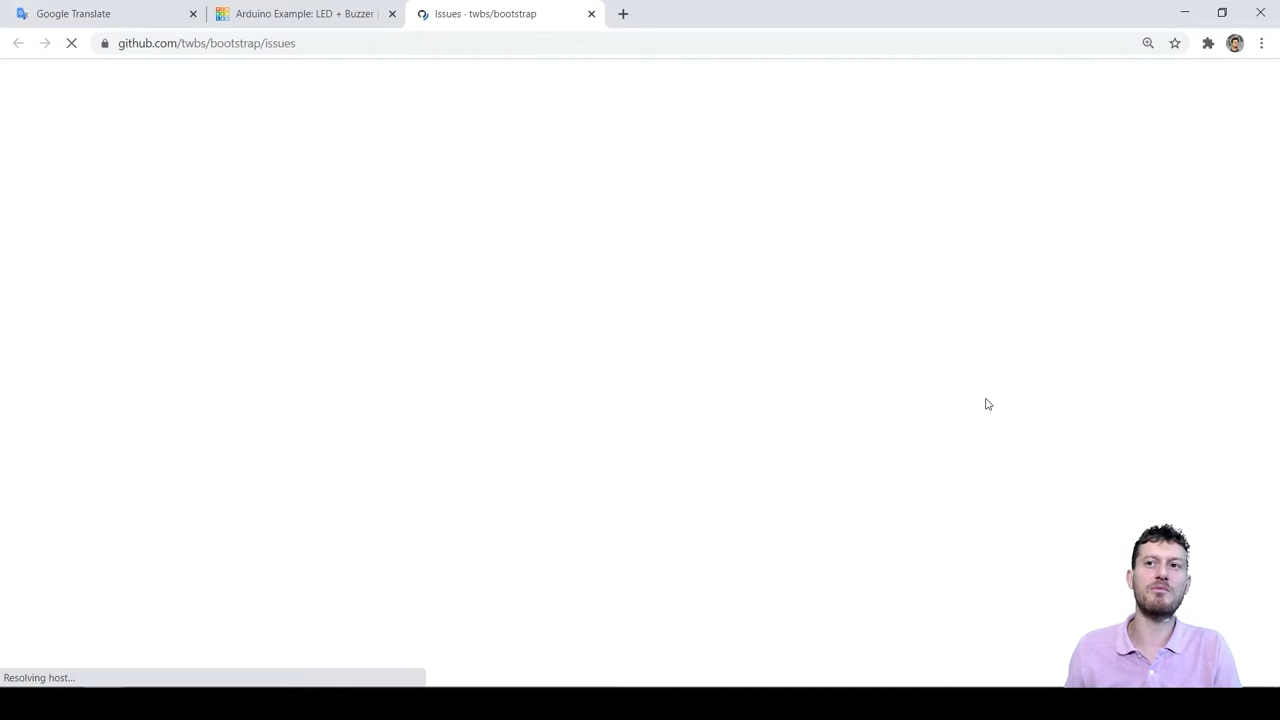 Google Translate
Arduino Example: LED + Buzzer
Issues · twbs/bootstrap
github.com/twbs/bootstrap/issues
Resolving host...